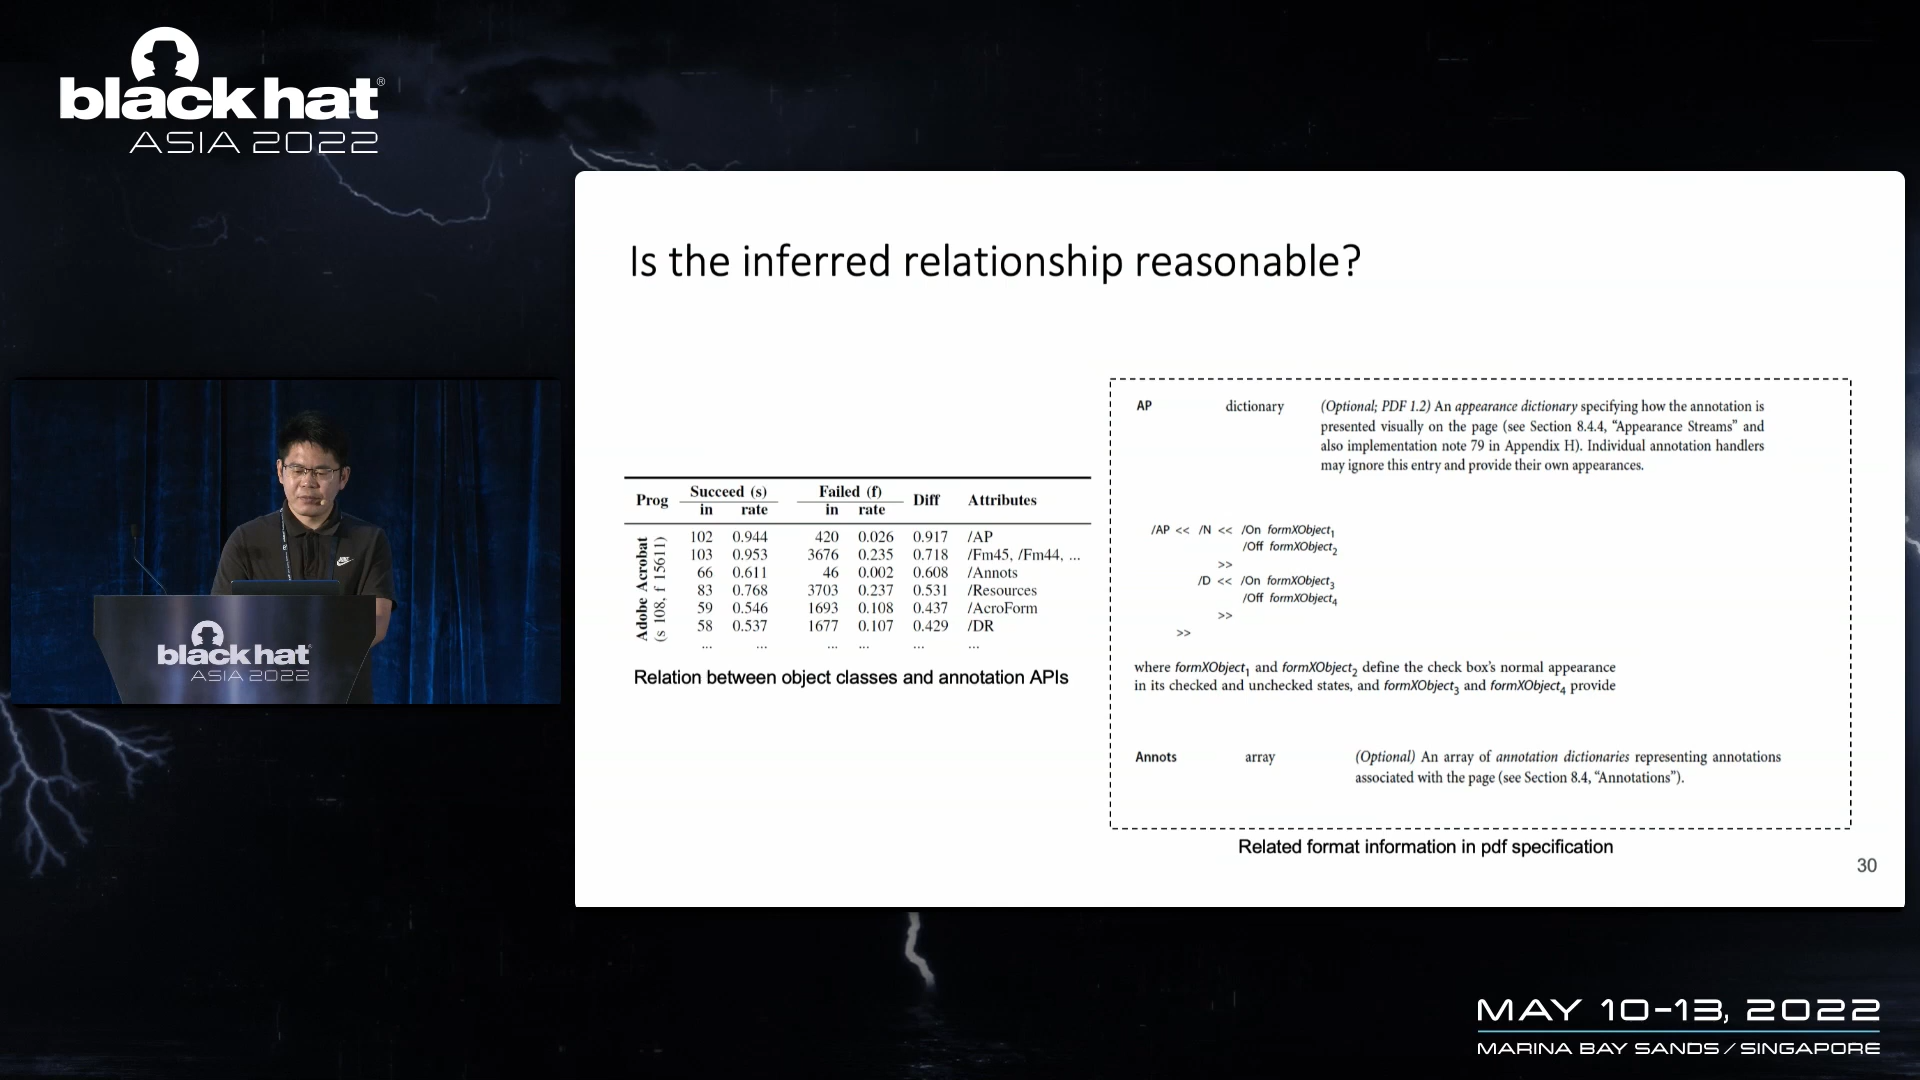 black hat®
ASIA 2022
Is the inferred relationship reasonable?
Prog Succeed (s) Failed (f) Diff Attributes
in rate in rate
Adobe Acrobat
(s 108, f 15611)
102 0.944 420 0.026 0.917 /AP
103 0.953 3676 0.235 0.718 /Fm45, /Fm44, ...
66 0.611 46 0.002 0.608 /Annots
83 0.768 3703 0.237 0.531 /Resources
59 0.546 1693 0.108 0.437 /AcroForm
58 0.537 1677 0.107 0.429 /DR
... ... ... ... ... ...
Relation between object classes and annotation APIs
AP dictionary (Optional; PDF 1.2) An appearance dictionary specifying how the annotation is
presented visually on the page (see Section 8.4.4, “Appearance Streams” and
also implementation note 79 in Appendix H). Individual annotation handlers
may ignore this entry and provide their own appearances.
/AP << /N << /On formXObject1
/Off formXObject2
>>
/D << /On formXObject3
/Off formXObject4
>>
>>
where formXObject1 and formXObject2 define the check box’s normal appearance
in its checked and unchecked states, and formXObject3 and formXObject4 provide
Annots array (Optional) An array of annotation dictionaries representing annotations
associated with the page (see Section 8.4, “Annotations”).
Related format information in pdf specification
30
black hat
ASIA 2022
MAY 10-13, 2022
MARINA BAY SANDS / SINGAPORE